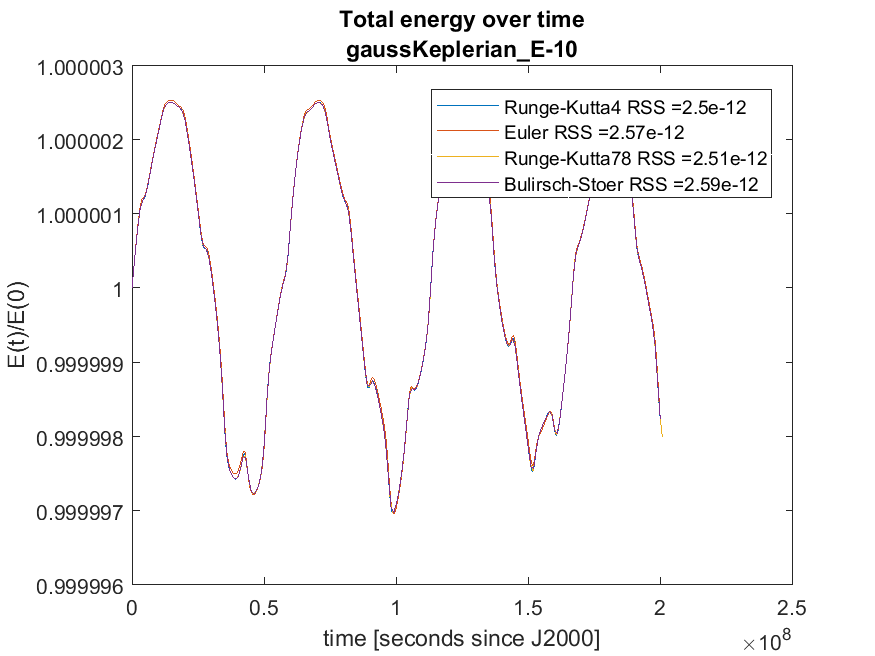 Total energy over time
gaussKeplerian_E-10
1.000003
1.000002
1.000001
1
0.999999
0.999998
0.999997
0.999996
E(t)/E(0)
Runge-Kutta4 RSS =2.5e-12
Euler RSS =2.57e-12
Runge-Kutta78 RSS =2.51e-12
Bulirsch-Stoer RSS =2.59e-12
0 0.5 1 1.5 2 2.5
time [seconds since J2000]
×10^8